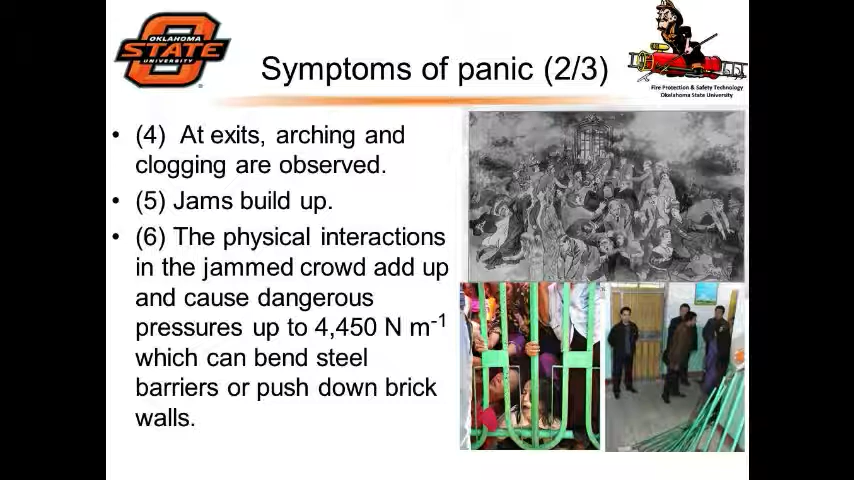 OKLAHOMA
STATE
UNIVERSITY
Symptoms of panic (2/3)
Fire Protection & Safety Technology
Okelahoma State University
• (4) At exits, arching and
clogging are observed.
• (5) Jams build up.
• (6) The physical interactions
in the jammed crowd add up
and cause dangerous
pressures up to 4,450 N m-1
which can bend steel
barriers or push down brick
walls.